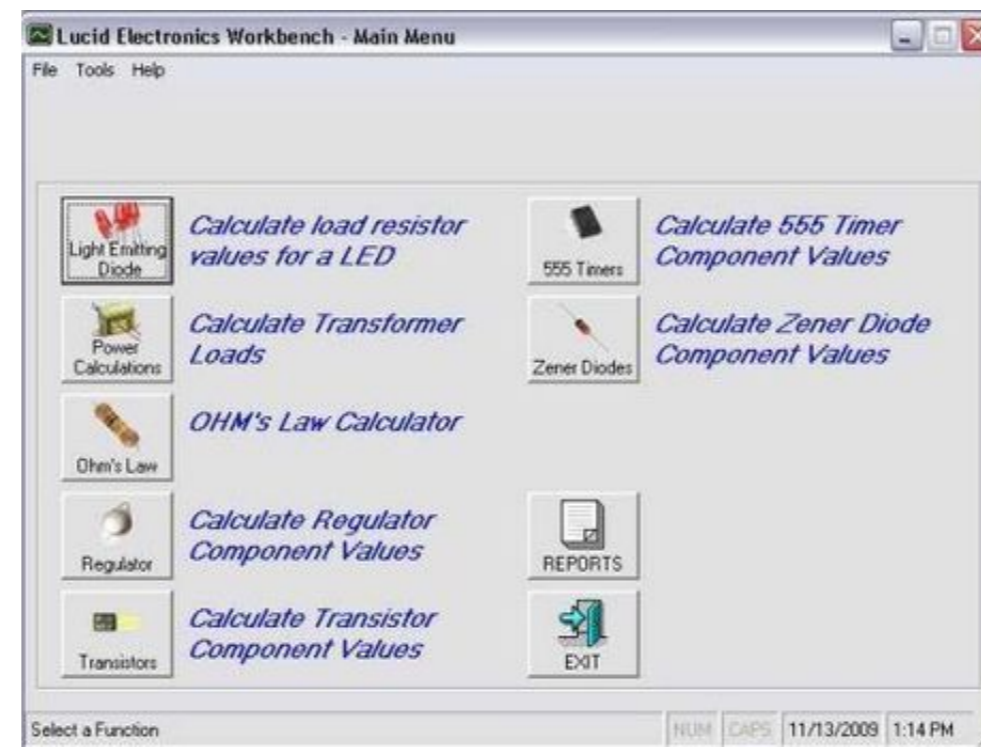 Lucid Electronics Workbench - Main Menu
File Tools Help
Light Emitting
Diode
Calculate load resistor
values for a LED
555 Timers
Calculate 555 Timer
Component Values
Power
Calculations
Calculate Transformer
Loads
Zener Diodes
Calculate Zener Diode
Component Values
Ohm's Law
OHM's Law Calculator
Regulator
Calculate Regulator
Component Values
REPORTS
Transistors
Calculate Transistor
Component Values
EXIT
Select a Function
NUM CAPS 11/13/2009 1:14 PM